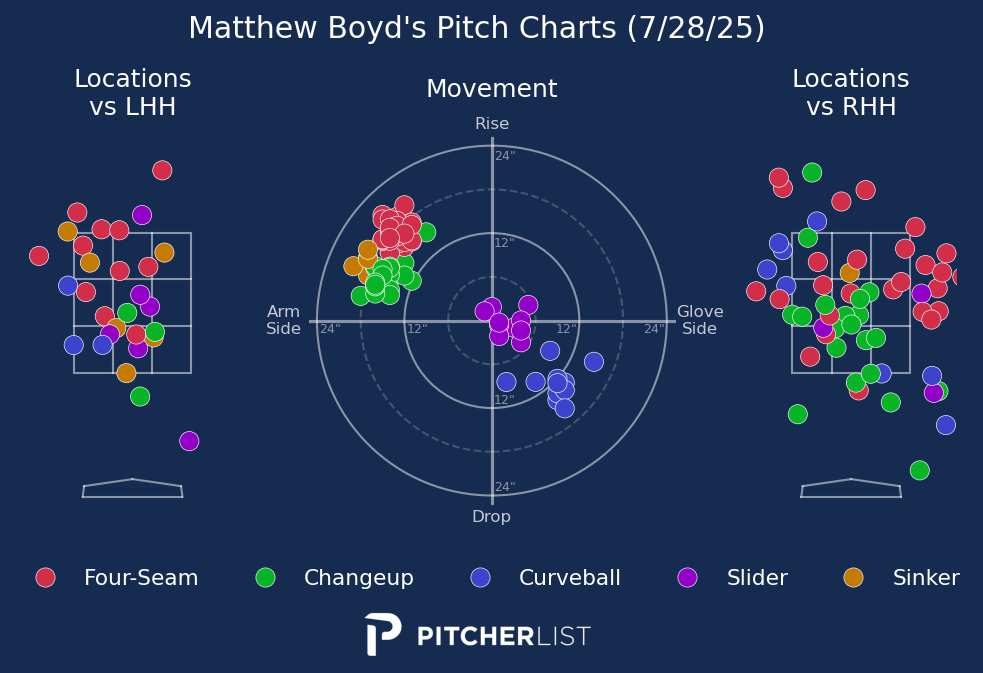 Matthew Boyd's Pitch Charts (7/28/25)
Locations
vs LHH
Movement
Locations
vs RHH
Rise
24"
12"
Arm
Side
24"
12"
12"
24"
Glove
Side
12"
24"
Drop
Four-Seam
Changeup
Curveball
Slider
Sinker
PITCHERLIST